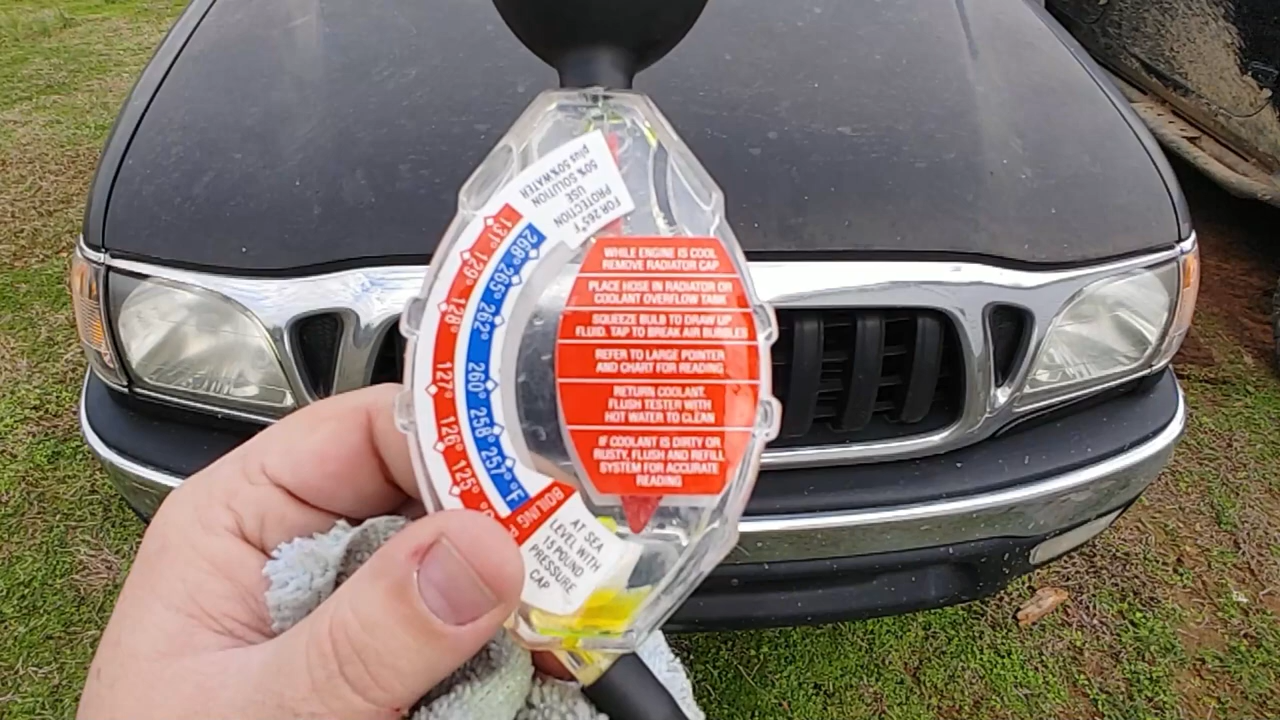 FOR 265°F
PROTECTION
USE
50% SOLUTION
plus 50% WATER
131°
129°
128°
127°
126°
125°
268°
265°
262°
260°
258°
257°
°F
BOILING
AT SEA
LEVEL WITH
15 POUND
PRESSURE
CAP
WHILE ENGINE IS COOL
REMOVE RADIATOR CAP
PLACE HOSE IN RADIATOR OR
COOLANT OVERFLOW TANK
SQUEEZE BULB TO DRAW UP
FLUID. TAP TO BREAK AIR BUBBLES
REFER TO LARGE POINTER
AND CHART FOR READING
RETURN COOLANT.
FLUSH TESTER WITH
HOT WATER TO CLEAN
IF COOLANT IS DIRTY OR
RUSTY, FLUSH AND REFILL
SYSTEM FOR ACCURATE
READING